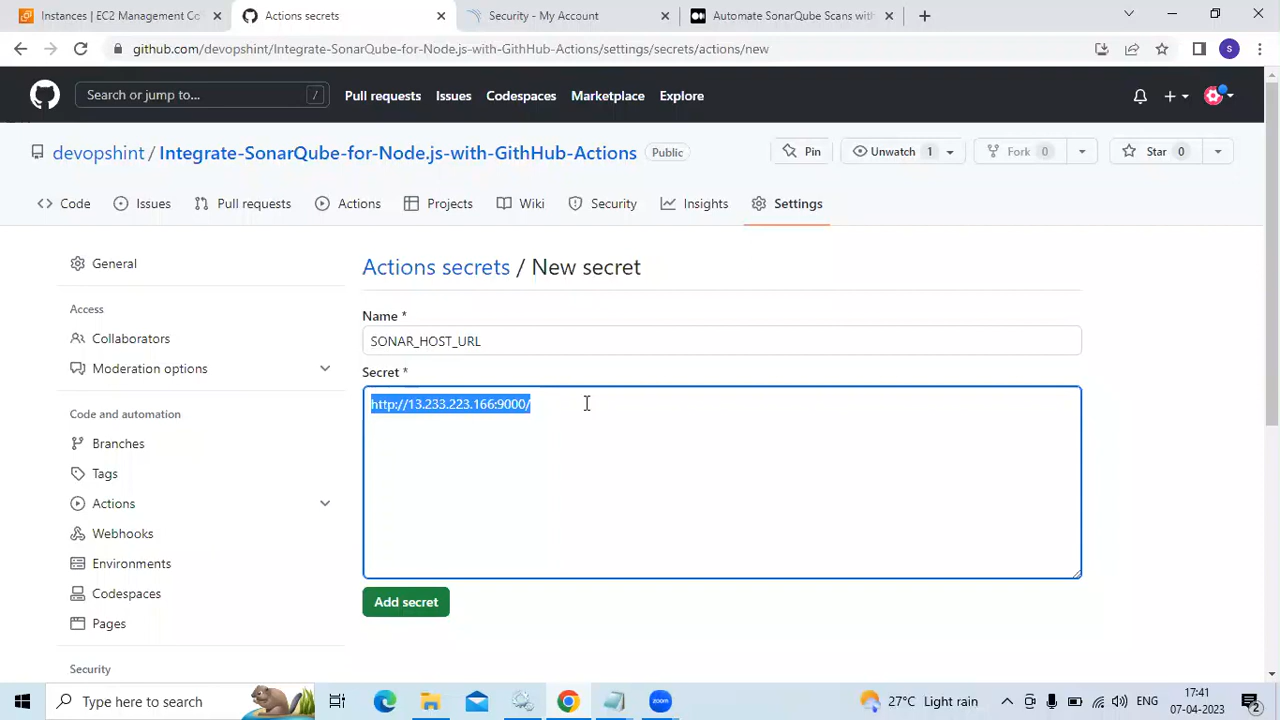 Instances | EC2 Management Co
Actions secrets
Security - My Account
Automate SonarQube Scans with
github.com/devopshint/Integrate-SonarQube-for-Node.js-with-GithHub-Actions/settings/secrets/actions/new
s
Search or jump to...
/
Pull requests
Issues
Codespaces
Marketplace
Explore
devopshint / Integrate-SonarQube-for-Node.js-with-GithHub-Actions
Public
Pin
Unwatch 1
Fork 0
Star 0
Code
Issues
Pull requests
Actions
Projects
Wiki
Security
Insights
Settings
General
Access
Collaborators
Moderation options
Code and automation
Branches
Tags
Actions
Webhooks
Environments
Codespaces
Pages
Security
Actions secrets / New secret
Name *
SONAR_HOST_URL
Secret *
http://13.233.223.166:9000/
Add secret
Type here to search
zoom
27°C Light rain
ENG
17:41
07-04-2023
2